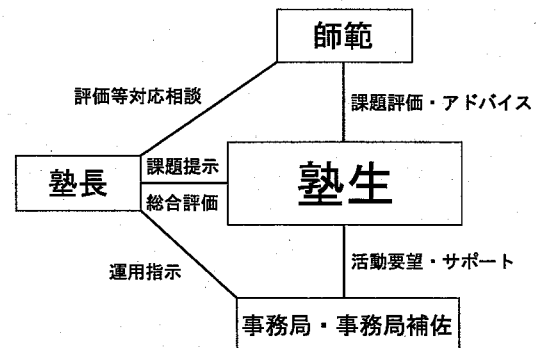 師範
評価等対応相談
課題評価・アドバイス
塾長
課題提示
総合評価
塾生
運用指示
活動要望・サポート
事務局・事務局補佐